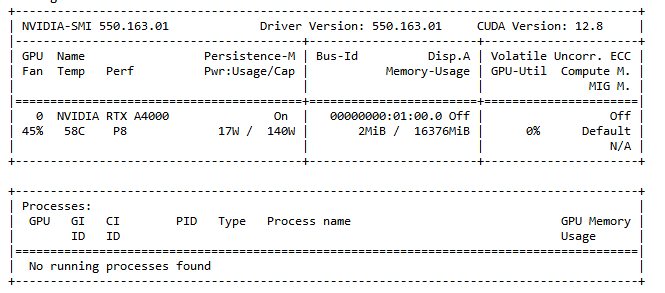 NVIDIA-SMI 550.163.01 Driver Version: 550.163.01 CUDA Version: 12.8
GPU Name Persistence-M | Bus-Id Disp.A | Volatile Uncorr. ECC
Fan Temp Perf Pwr:Usage/Cap | Memory-Usage | GPU-Util Compute M.
| | MIG M.
0 NVIDIA RTX A4000 On | 00000000:01:00.0 Off | Off
45% 58C P8 17W / 140W | 2MiB / 16376MiB | 0% Default
| | N/A
Processes:
GPU GI CI PID Type Process name GPU Memory
ID ID Usage
No running processes found